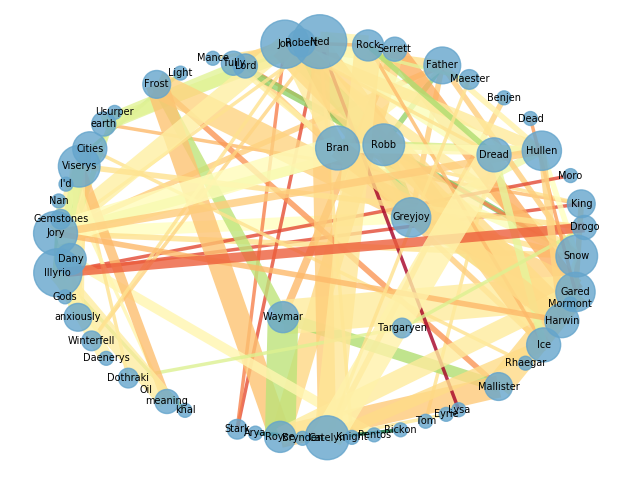 Jon
Robert
Ned
Rock
Serrett
Mance
Tully
Lord
Father
Light
Maester
Frost
Benjen
Usurper
earth
Dead
Cities
Bran
Robb
Dread
Hullen
Viserys
I'd
Moro
Nan
King
Gemstones
Greyjoy
Drogo
Jory
Dany
Snow
Illyrio
Gods
Gared
Mormont
anxiously
Waymar
Harwin
Targaryen
Winterfell
Ice
Daenerys
Rhaegar
Dothraki
Oil
Mallister
meaning
khal
Lysa
Eyrie
Tom
Stark
Arya
Royce
Brynden
Catelyn
Knight
Pentos
Rickon